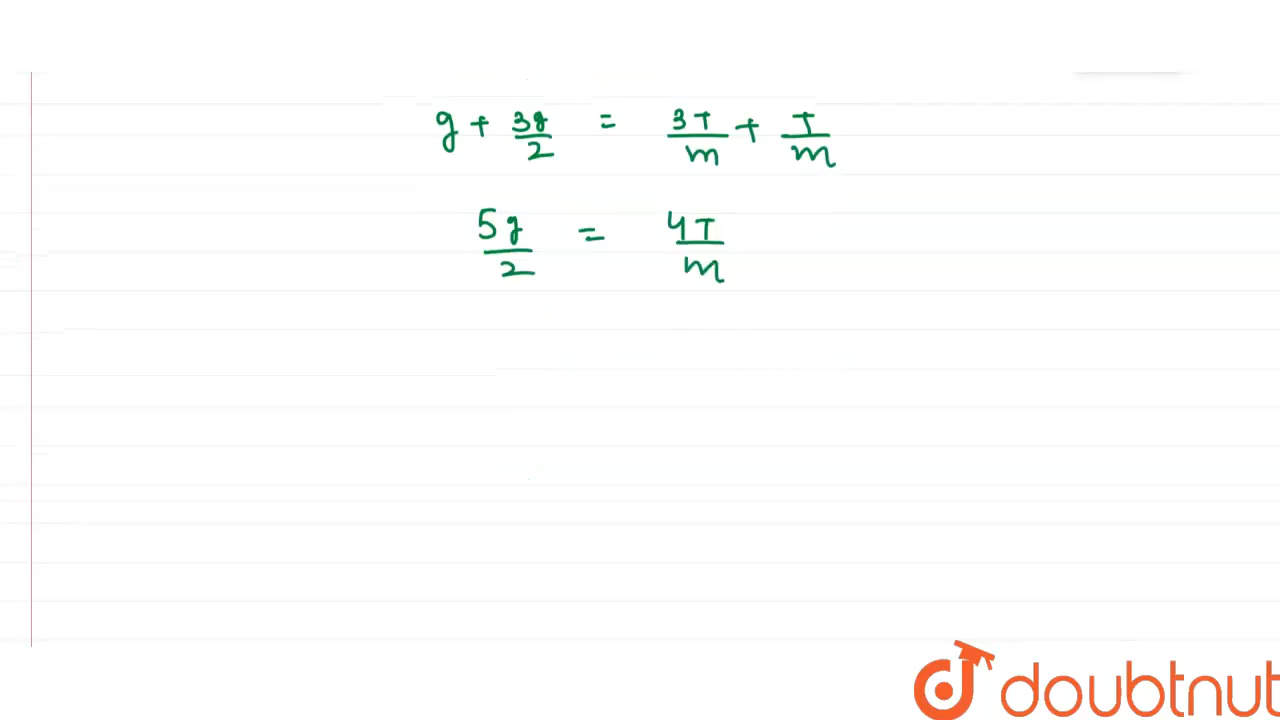 g + 3g/2 = 3T/m + T/m
5g/2 = 4T/m
doubtnut